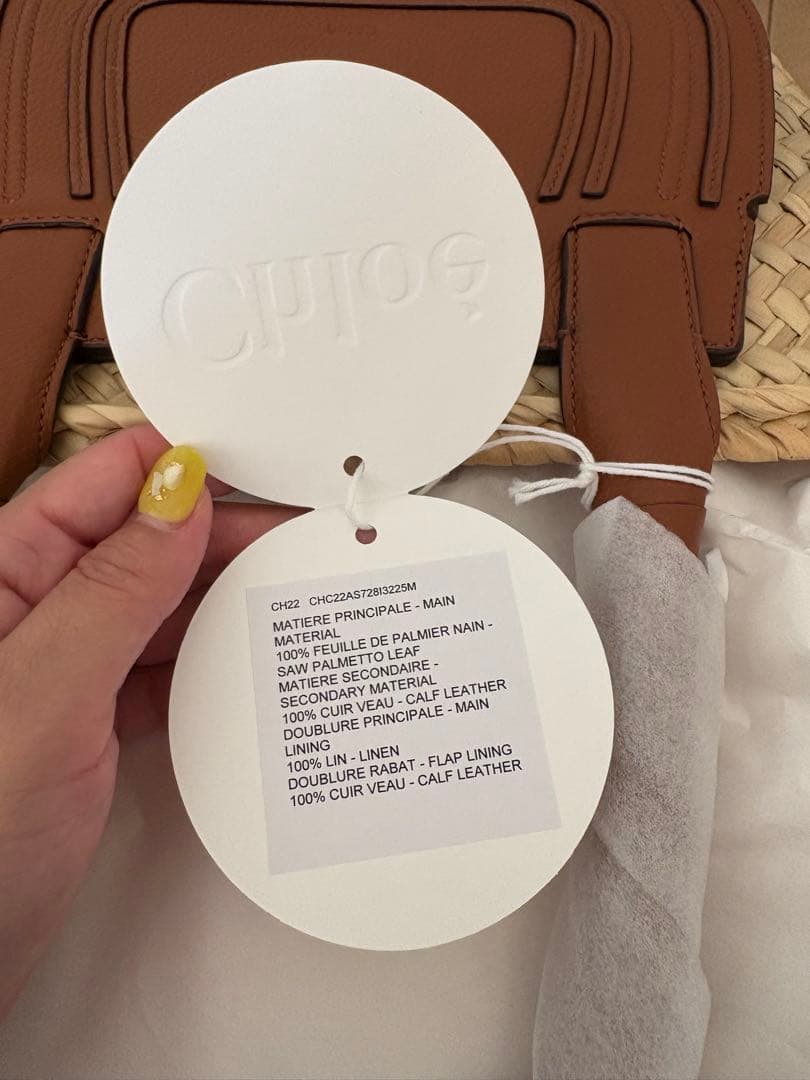 Chloé
CH22 CHC22AS728I3225M
MATIERE PRINCIPALE - MAIN
MATERIAL
100% FEUILLE DE PALMIER NAIN -
SAW PALMETTO LEAF
MATIERE SECONDAIRE -
SECONDARY MATERIAL
100% CUIR VEAU - CALF LEATHER
DOUBLURE PRINCIPALE - MAIN
LINING
100% LIN - LINEN
DOUBLURE RABAT - FLAP LINING
100% CUIR VEAU - CALF LEATHER